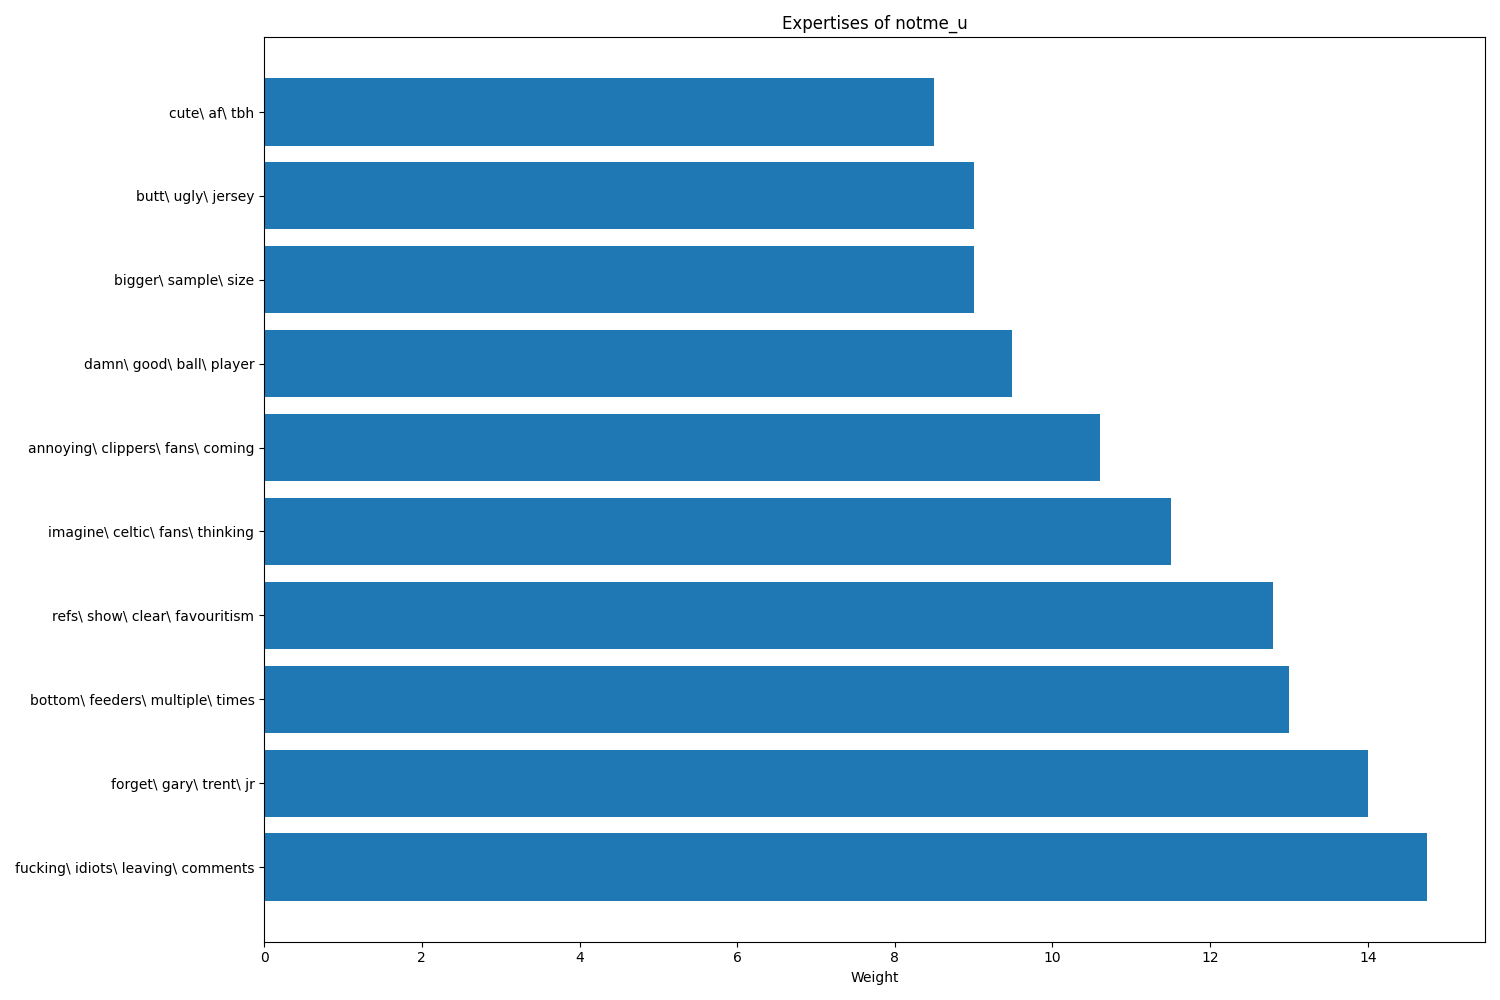 Expertises of notme_u
cute\ af\ tbh
butt\ ugly\ jersey
bigger\ sample\ size
damn\ good\ ball\ player
annoying\ clippers\ fans\ coming
imagine\ celtic\ fans\ thinking
refs\ show\ clear\ favouritism
bottom\ feeders\ multiple\ times
forget\ gary\ trent\ jr
fucking\ idiots\ leaving\ comments
0 2 4 6 8 10 12 14
Weight